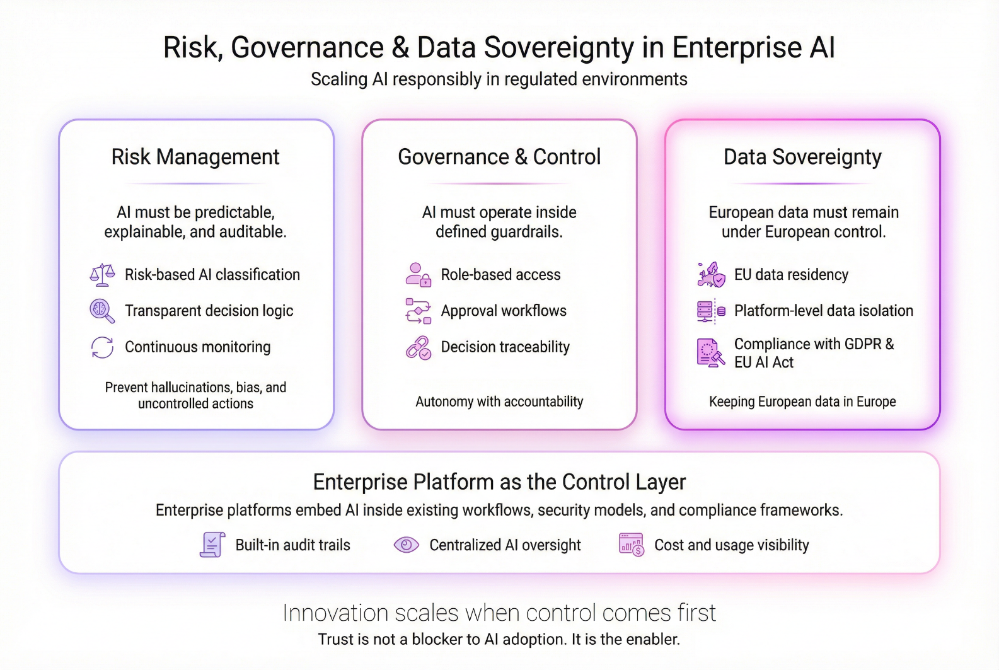 Risk, Governance & Data Sovereignty in Enterprise AI
Scaling AI responsibly in regulated environments
Risk Management
AI must be predictable,
explainable, and auditable.
Risk-based AI classification
Transparent decision logic
Continuous monitoring
Prevent hallucinations, bias, and
uncontrolled actions
Governance & Control
AI must operate inside
defined guardrails.
Role-based access
Approval workflows
Decision traceability
Autonomy with accountability
Data Sovereignty
European data must remain
under European control.
EU data residency
Platform-level data isolation
Compliance with GDPR &
EU AI Act
Keeping European data in Europe
Enterprise Platform as the Control Layer
Enterprise platforms embed AI inside existing workflows, security models, and compliance frameworks.
Built-in audit trails
Centralized AI oversight
Cost and usage visibility
Innovation scales when control comes first
Trust is not a blocker to AI adoption. It is the enabler.